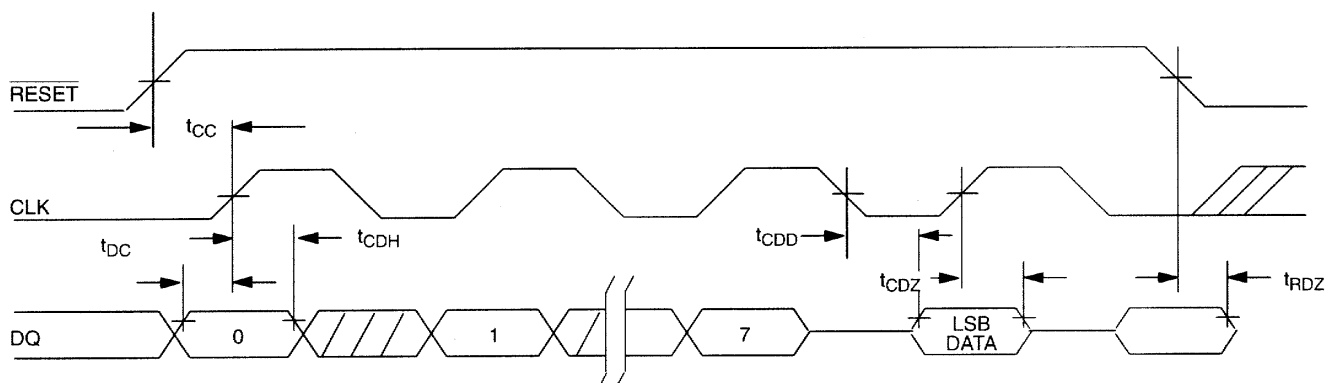 RESET
tCC
CLK
tDC
tCDH
tCDD
tCDZ
tRDZ
DQ
0
1
7
LSB
DATA